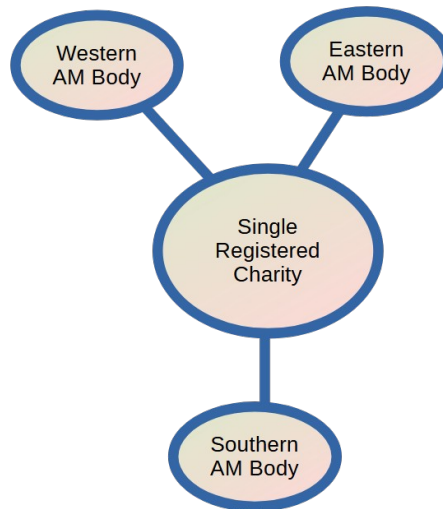 Western
AM Body
Eastern
AM Body
Single
Registered
Charity
Southern
AM Body